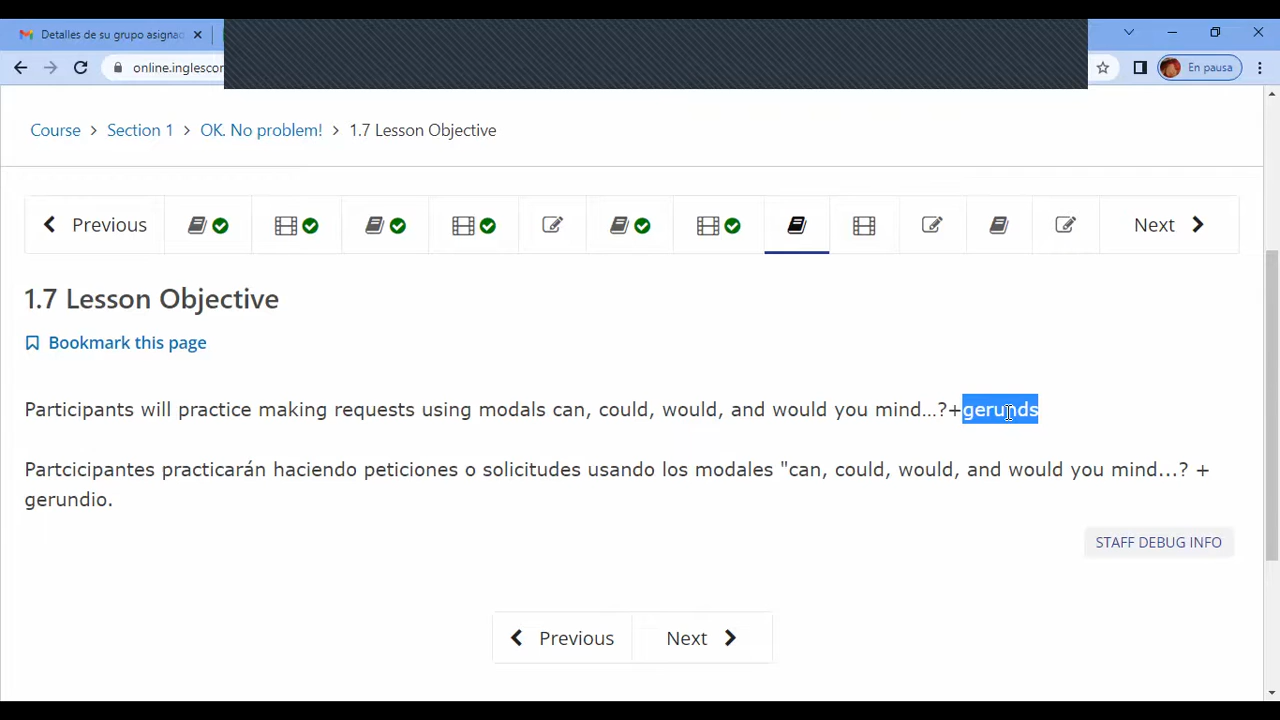 Detalles de su grupo asignac
online.inglescor
En pausa
Course > Section 1 > OK. No problem! > 1.7 Lesson Objective
Previous
Next
1.7 Lesson Objective
Bookmark this page
Participants will practice making requests using modals can, could, would, and would you mind...?+gerunds
Partcicipantes practicarán haciendo peticiones o solicitudes usando los modales "can, could, would, and would you mind...? +
gerundio.
STAFF DEBUG INFO
Previous
Next